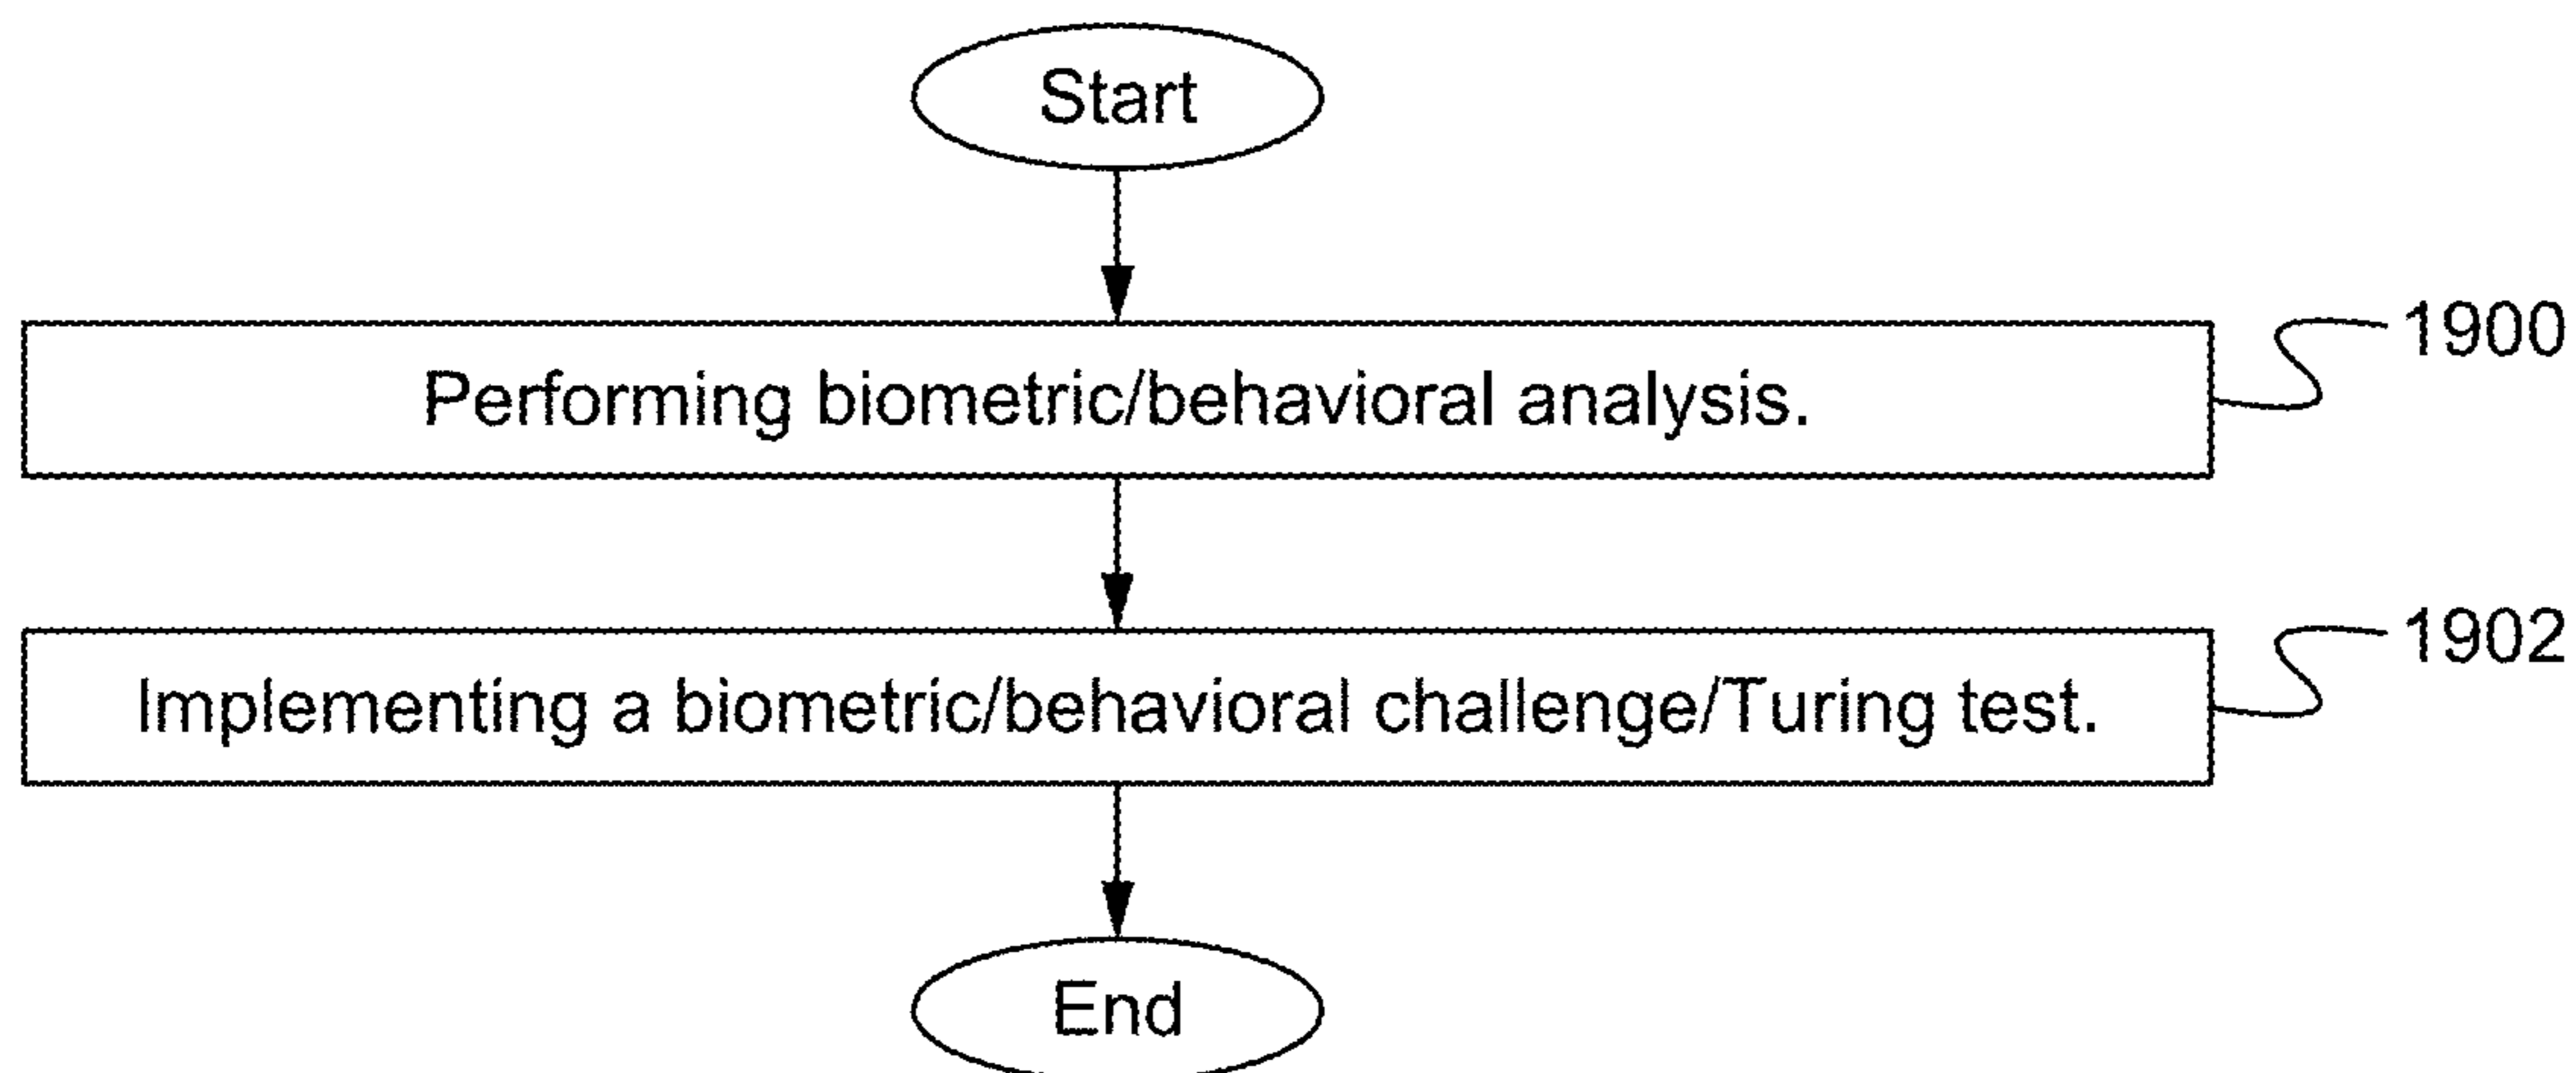 Start
Performing biometric/behavioral analysis.
1900
Implementing a biometric/behavioral challenge/Turing test.
1902
End